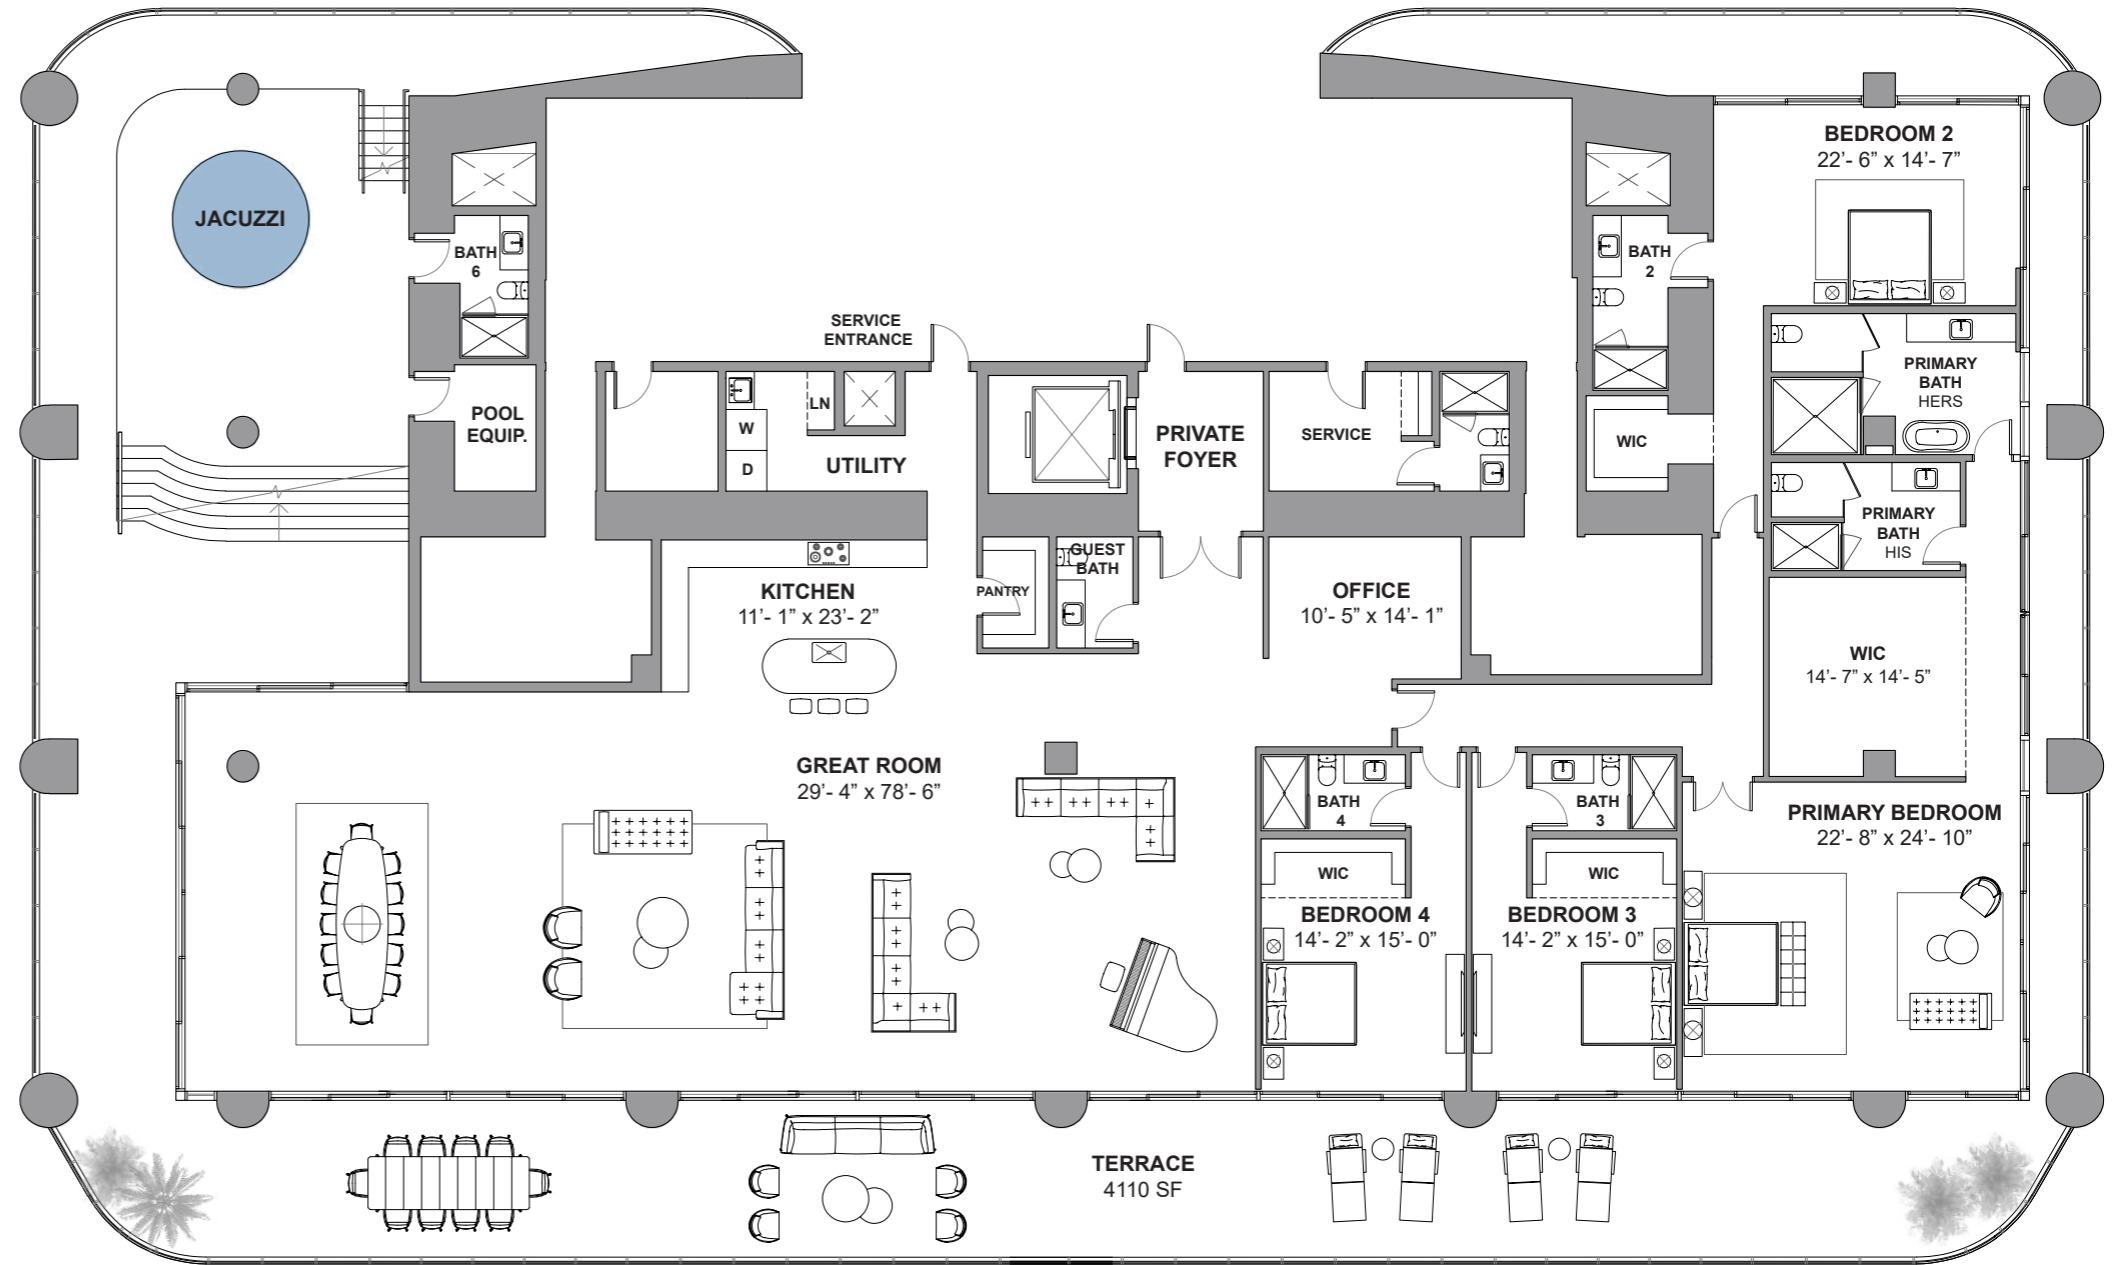 BEDROOM 2
22’- 6” x 14’- 7”
JACUZZI
BATH
6
BATH
2
SERVICE
ENTRANCE
PRIMARY
BATH
HERS
LN
W
D
POOL
EQUIP.
UTILITY
PRIVATE
FOYER
SERVICE
WIC
PRIMARY
BATH
HIS
GUEST
BATH
PANTRY
KITCHEN
11’- 1” x 23’- 2”
OFFICE
10’- 5” x 14’- 1”
WIC
14’- 7” x 14’- 5”
GREAT ROOM
29’- 4” x 78’- 6”
BATH
4
BATH
3
PRIMARY BEDROOM
22’- 8” x 24’- 10”
WIC
WIC
BEDROOM 4
14’- 2” x 15’- 0”
BEDROOM 3
14’- 2” x 15’- 0”
TERRACE
4110 SF